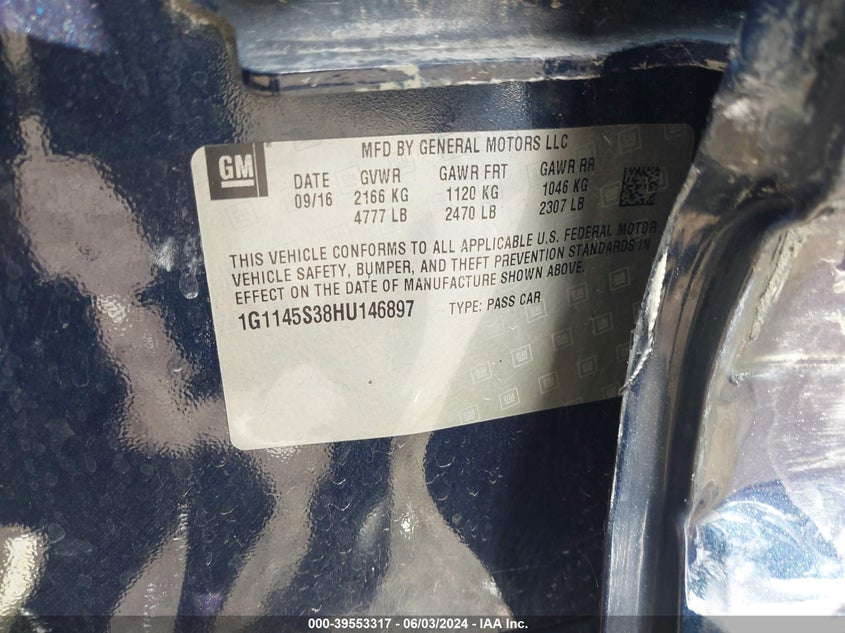 GM
MFD BY GENERAL MOTORS LLC
DATE GVWR GAWR FRT GAWR RR
09/16 2166 KG 1120 KG 1046 KG
4777 LB 2470 LB 2307 LB
THIS VEHICLE CONFORMS TO ALL APPLICABLE U.S. FEDERAL MOTOR
VEHICLE SAFETY, BUMPER, AND THEFT PREVENTION STANDARDS IN
EFFECT ON THE DATE OF MANUFACTURE SHOWN ABOVE.
1G1145S38HU146897 TYPE: PASS CAR
000-39553317 - 06/03/2024 - IAA Inc.